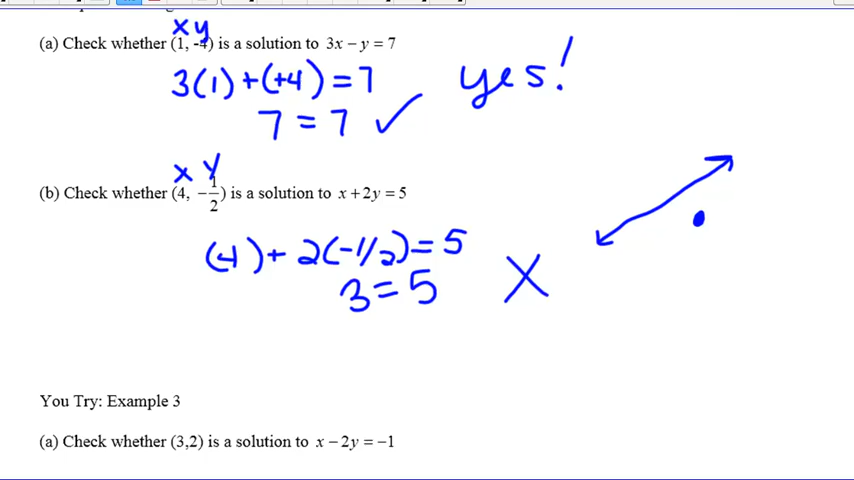 x y
(a) Check whether (1, -4) is a solution to 3x − y = 7
3(1) + (+4) = 7 yes!
7 = 7 ✓
x y
(b) Check whether (4, −1/2) is a solution to x + 2y = 5
(4) + 2(-1/2) = 5
3 = 5 X
You Try: Example 3
(a) Check whether (3,2) is a solution to x − 2y = −1